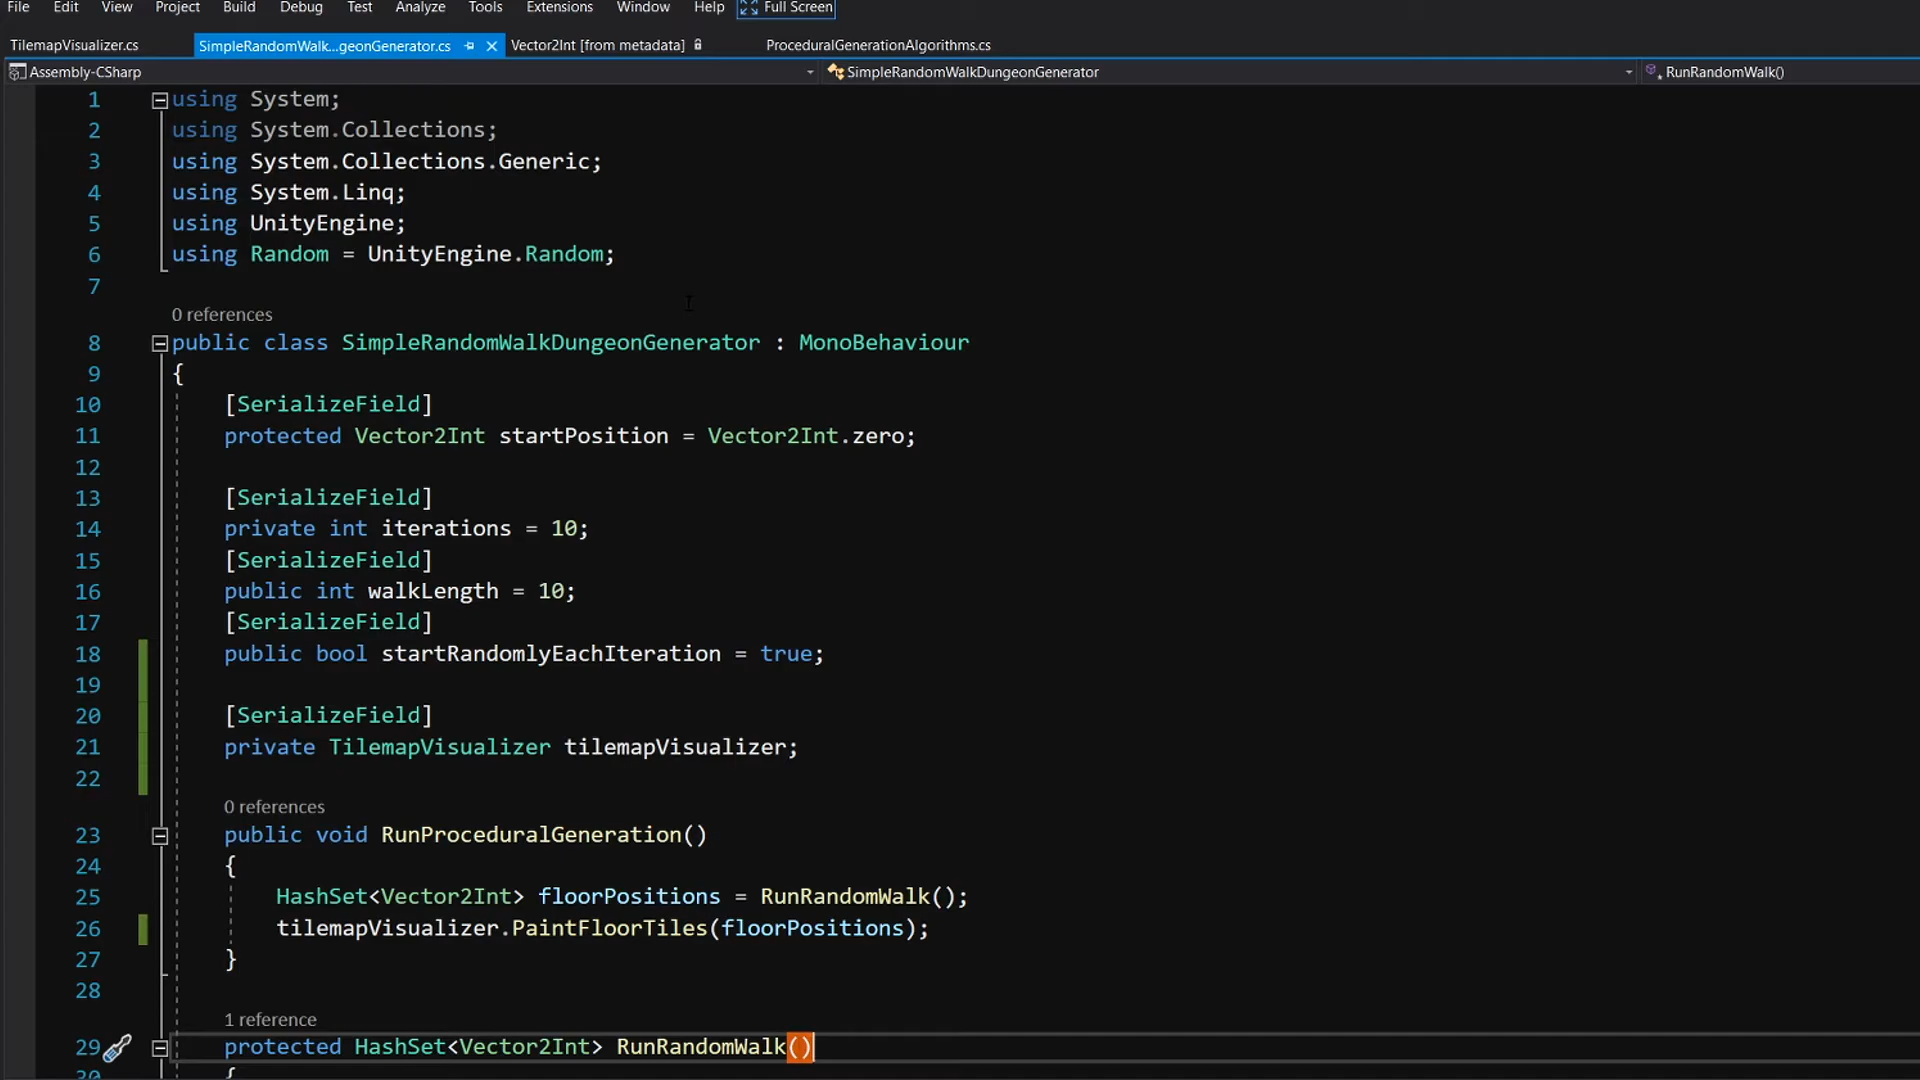 File Edit View Project Build Debug Test Analyze Tools Extensions Window Help Full Screen
TilemapVisualizer.cs SimpleRandomWalk...geonGenerator.cs Vector2Int [from metadata] ProceduralGenerationAlgorithms.cs
Assembly-CSharp SimpleRandomWalkDungeonGenerator RunRandomWalk()
1 using System;
2 using System.Collections;
3 using System.Collections.Generic;
4 using System.Linq;
5 using UnityEngine;
6 using Random = UnityEngine.Random;
7
0 references
8 public class SimpleRandomWalkDungeonGenerator : MonoBehaviour
9 {
10 [SerializeField]
11 protected Vector2Int startPosition = Vector2Int.zero;
12
13 [SerializeField]
14 private int iterations = 10;
15 [SerializeField]
16 public int walkLength = 10;
17 [SerializeField]
18 public bool startRandomlyEachIteration = true;
19
20 [SerializeField]
21 private TilemapVisualizer tilemapVisualizer;
22
0 references
23 public void RunProceduralGeneration()
24 {
25 HashSet<Vector2Int> floorPositions = RunRandomWalk();
26 tilemapVisualizer.PaintFloorTiles(floorPositions);
27 }
28
1 reference
29 protected HashSet<Vector2Int> RunRandomWalk()
30 {